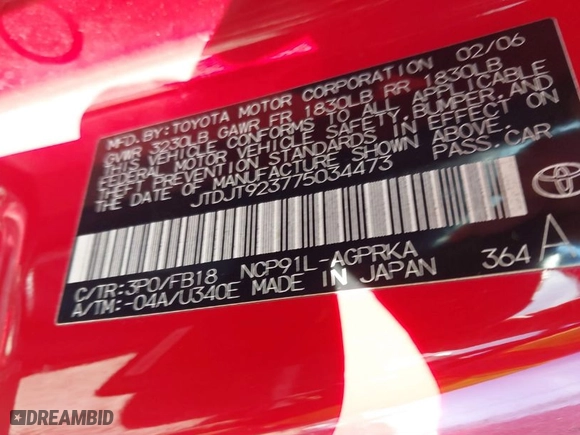 MFD.BY:TOYOTA MOTOR CORPORATION 02/06
GVWR 3230LB GAWR FR 1830LB RR 1830LB
THIS VEHICLE CONFORMS TO ALL APPLICABLE
FEDERAL MOTOR VEHICLE SAFETY,BUMPER,AND
THEFT PREVENTION STANDARDS IN EFFECT ON
THE DATE OF MANUFACTURE SHOWN ABOVE.
JTDJT923775034473 PASS.CAR
TOYOTA
C/TR:3P0/FB18 NCP91L-AGPRKA
A/TM:-04A/U340E MADE IN JAPAN 364 A
DREAMBID